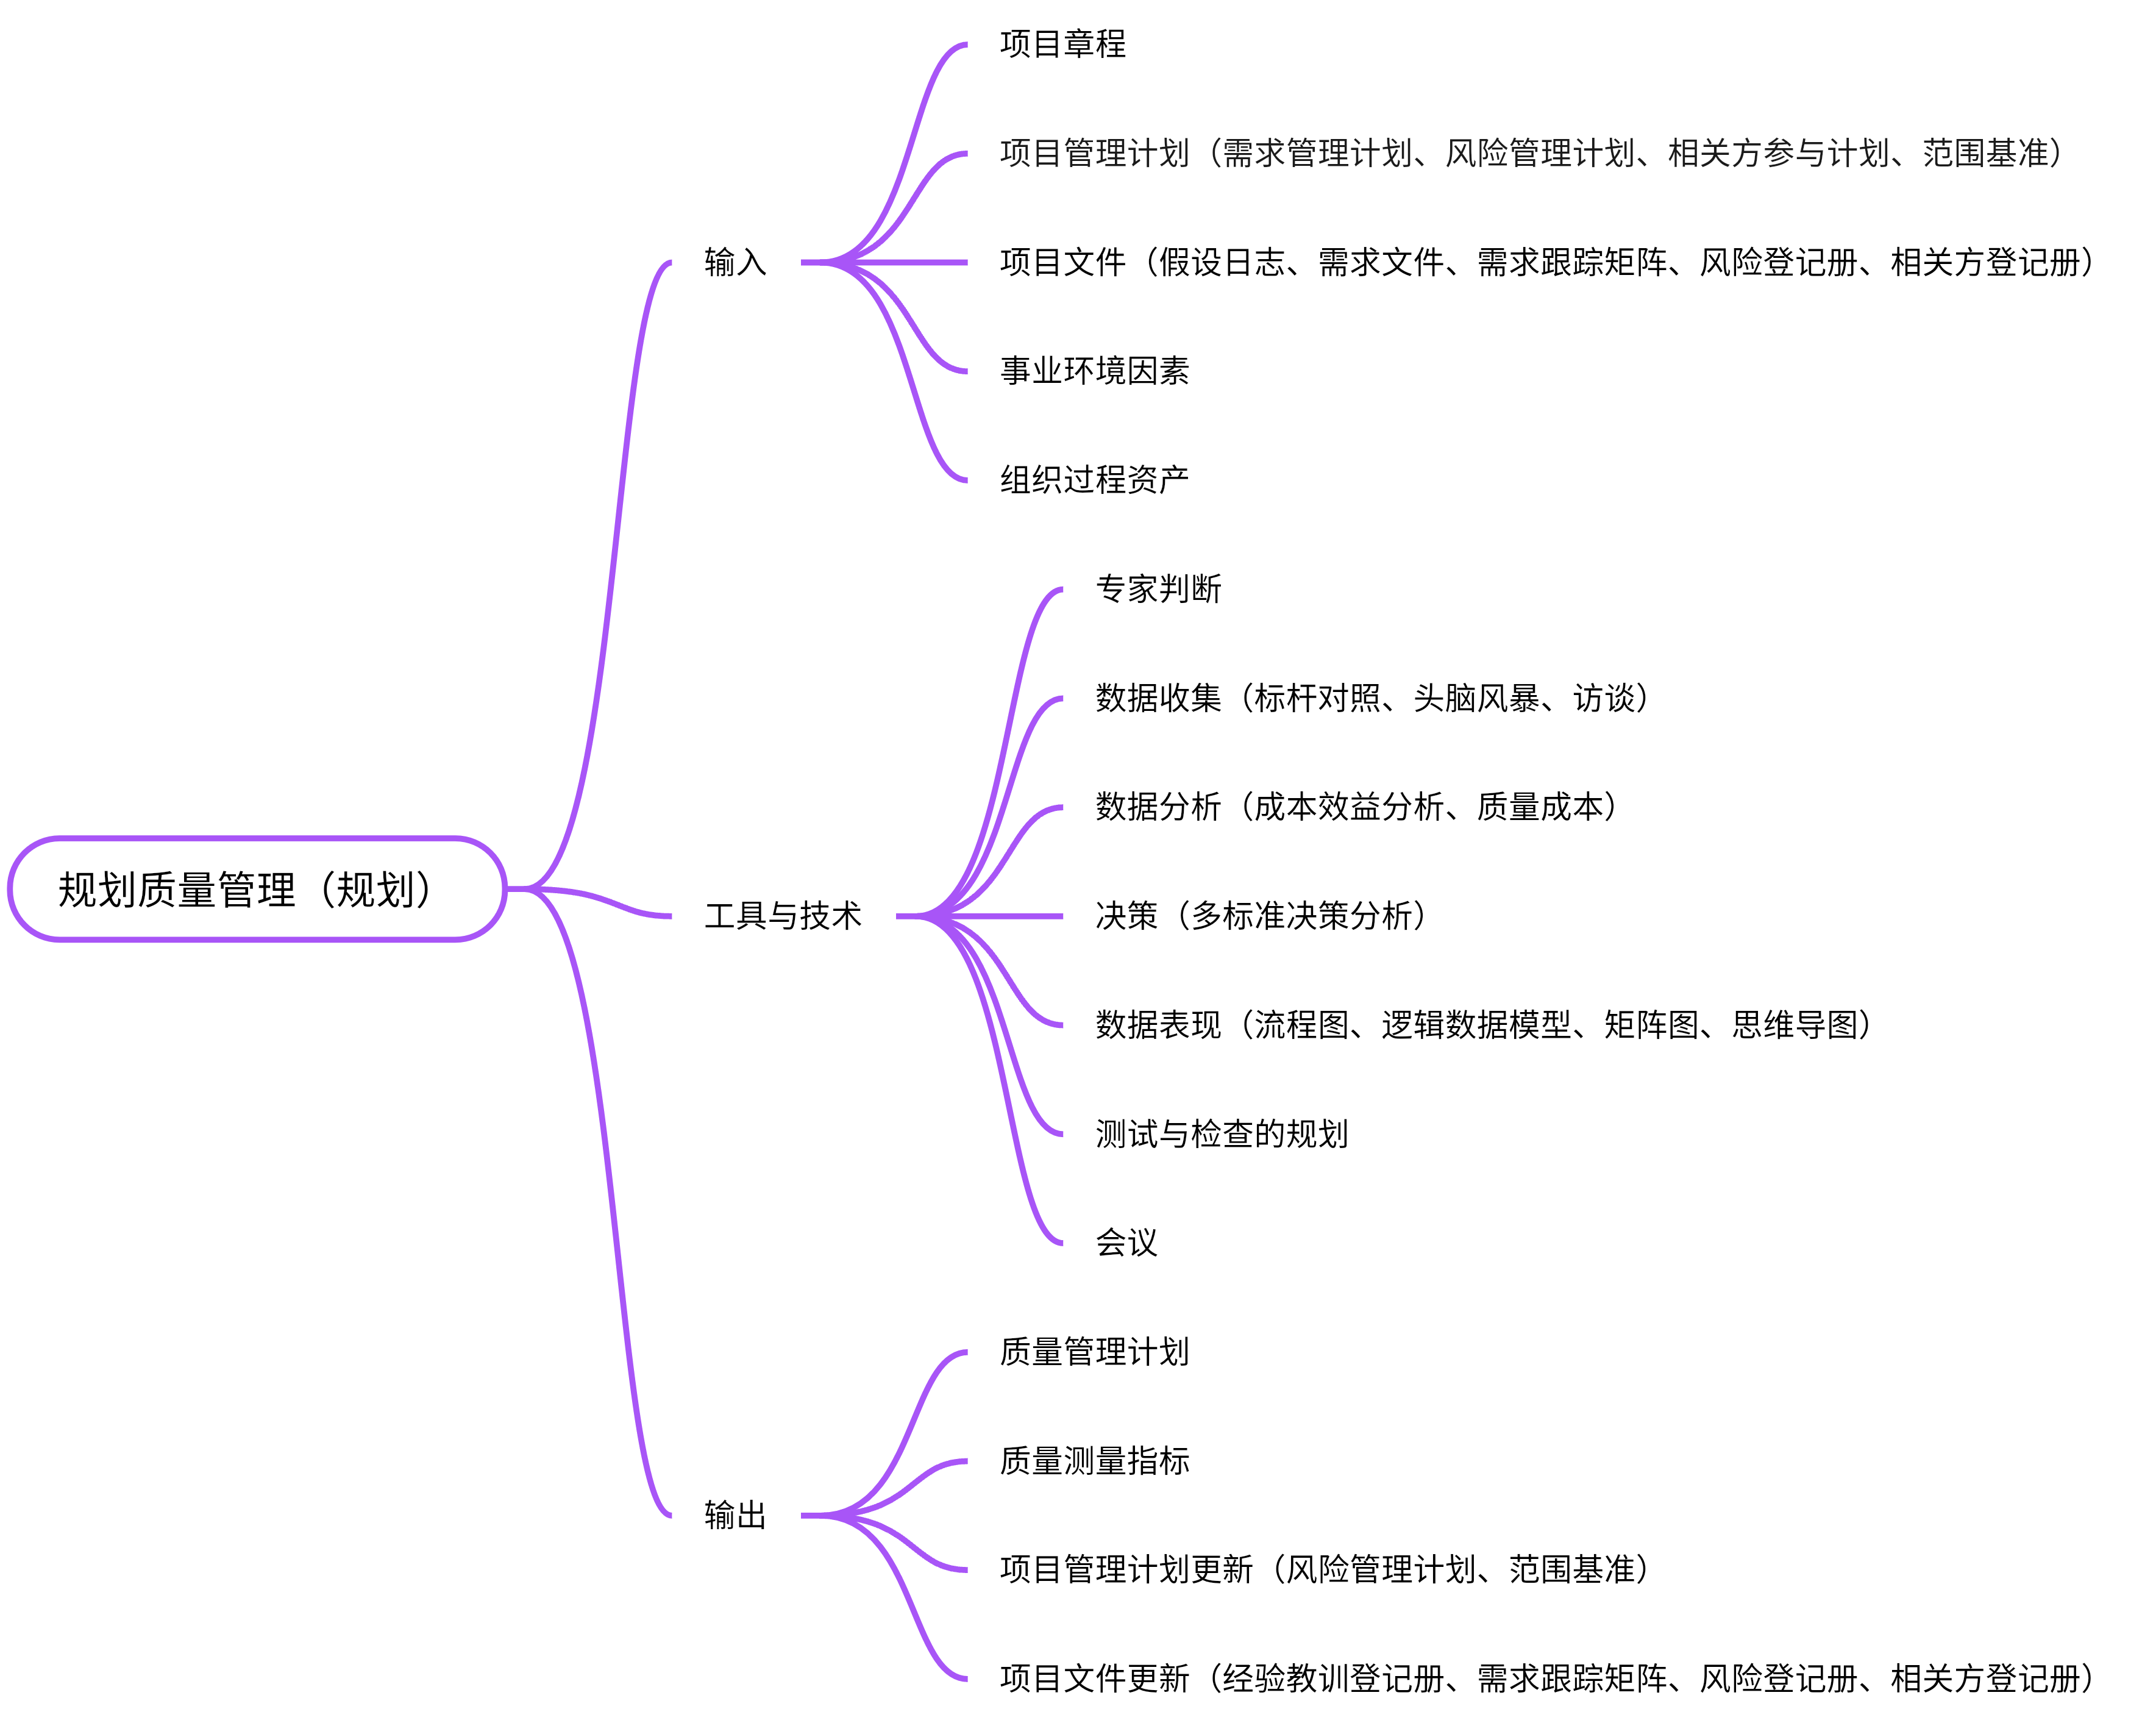 规划质量管理（规划）
输入
项目章程
项目管理计划（需求管理计划、风险管理计划、相关方参与计划、范围基准）
项目文件（假设日志、需求文件、需求跟踪矩阵、风险登记册、相关方登记册）
事业环境因素
组织过程资产
工具与技术
专家判断
数据收集（标杆对照、头脑风暴、访谈）
数据分析（成本效益分析、质量成本）
决策（多标准决策分析）
数据表现（流程图、逻辑数据模型、矩阵图、思维导图）
测试与检查的规划
会议
输出
质量管理计划
质量测量指标
项目管理计划更新（风险管理计划、范围基准）
项目文件更新（经验教训登记册、需求跟踪矩阵、风险登记册、相关方登记册）